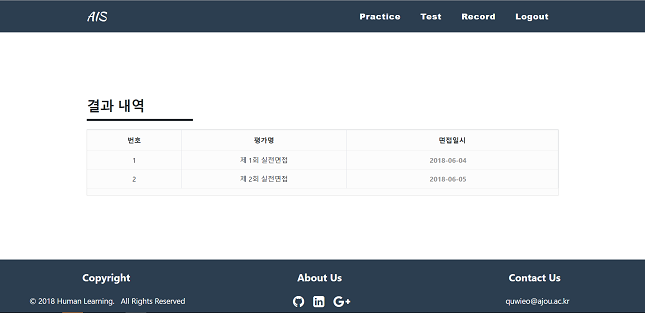 AIS Practice Test Record Logout
결과 내역
번호 평가명 면접일시
1 제 1회 실전면접 2018-06-04
2 제 2회 실전면접 2018-06-05
Copyright About Us Contact Us
© 2018 Human Learning. All Rights Reserved quwieo@ajou.ac.kr